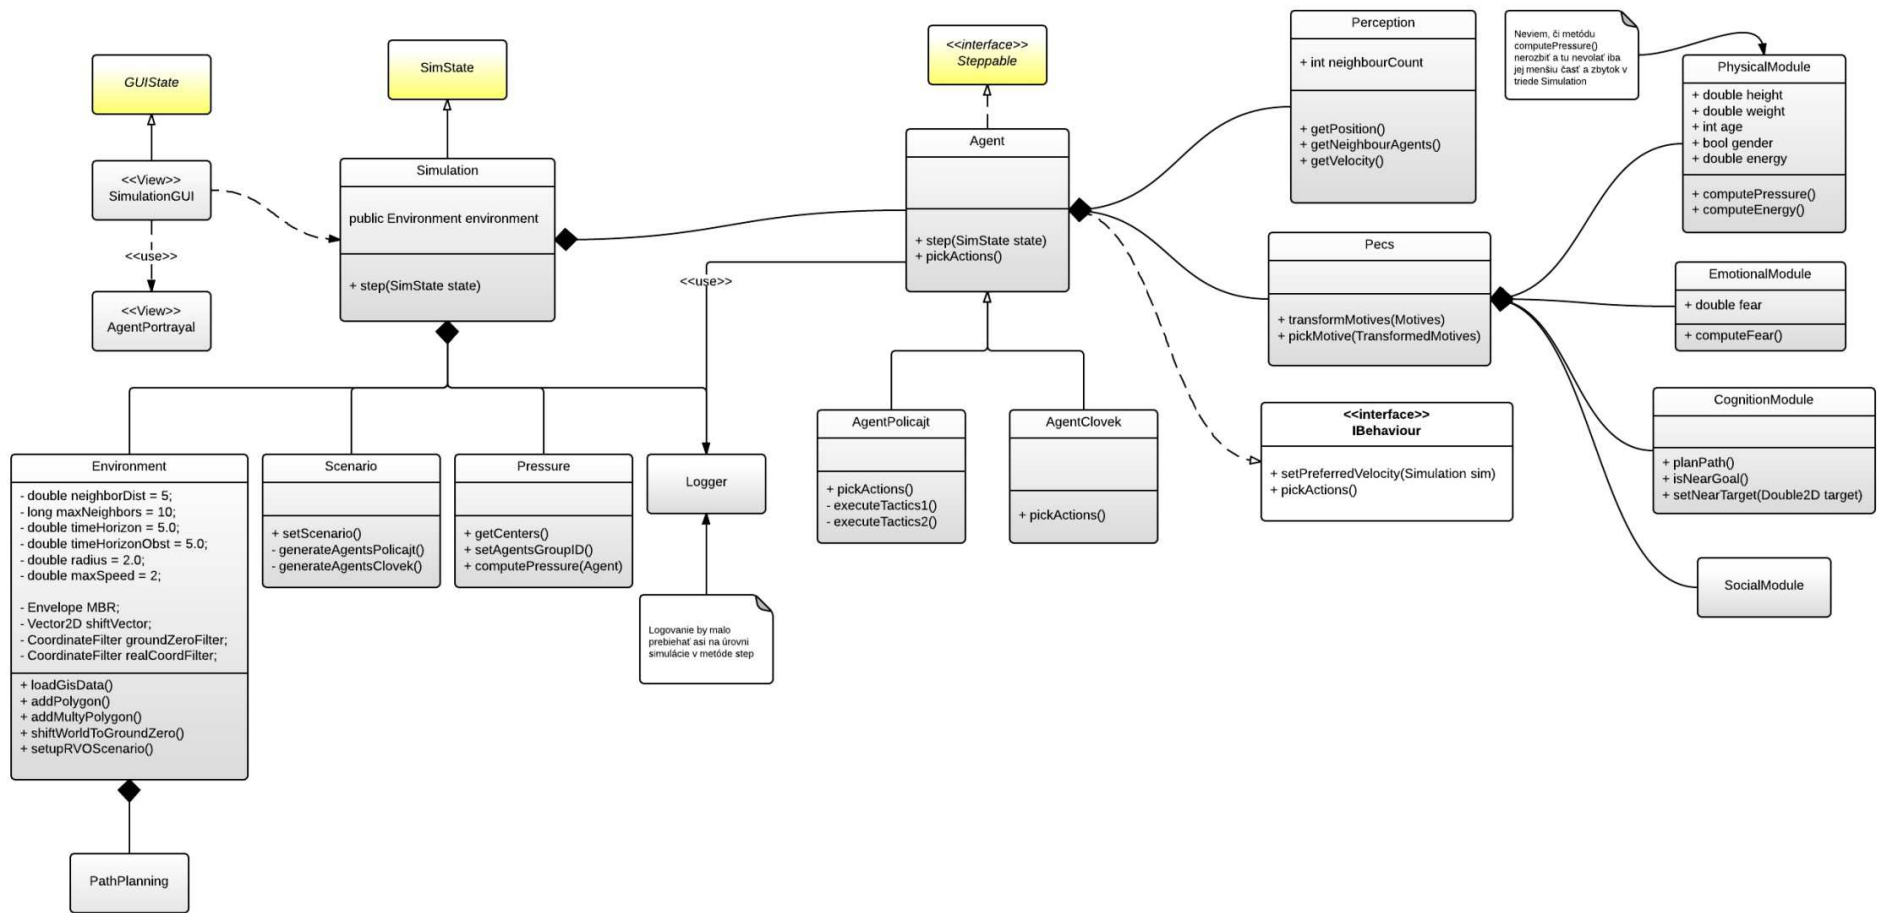 GUIState
<<View>>
SimulationGUI
<<use>>
<<View>>
AgentPortrayal
SimState
Simulation
public Environment environment
+ step(SimState state)
<<interface>>
Steppable
Agent
+ step(SimState state)
+ pickActions()
<<use>>
Perception
+ int neighbourCount
+ getPosition()
+ getNeighbourAgents()
+ getVelocity()
Neviem, či metódu
computePressure()
nerozbiť a tu nevolať iba
jej menšiu časť a zbytok v
triede Simulation
PhysicalModule
+ double height
+ double weight
+ int age
+ bool gender
+ double energy
+ computePressure()
+ computeEnergy()
Pecs
+ transformMotives(Motives)
+ pickMotive(TransformedMotives)
EmotionalModule
+ double fear
+ computeFear()
CognitionModule
+ planPath()
+ isNearGoal()
+ setNearTarget(Double2D target)
SocialModule
<<interface>>
IBehaviour
+ setPreferredVelocity(Simulation sim)
+ pickActions()
AgentPolicajt
+ pickActions()
- executeTactics1()
- executeTactics2()
AgentClovek
+ pickActions()
Environment
- double neighborDist = 5;
- long maxNeighbors = 10;
- double timeHorizon = 5.0;
- double timeHorizonObst = 5.0;
- double radius = 2.0;
- double maxSpeed = 2;
- Envelope MBR;
- Vector2D shiftVector;
- CoordinateFilter groundZeroFilter;
- CoordinateFilter realCoordFilter;
+ loadGisData()
+ addPolygon()
+ addMultyPolygon()
+ shiftWorldToGroundZero()
+ setupRVOScenario()
Scenario
+ setScenario()
- generateAgentsPolicajt()
- generateAgentsClovek()
Pressure
+ getCenters()
+ setAgentsGroupID()
+ computePressure(Agent)
Logger
Logovanie by malo
prebiehať asi na úrovni
simulácie v metóde step
PathPlanning